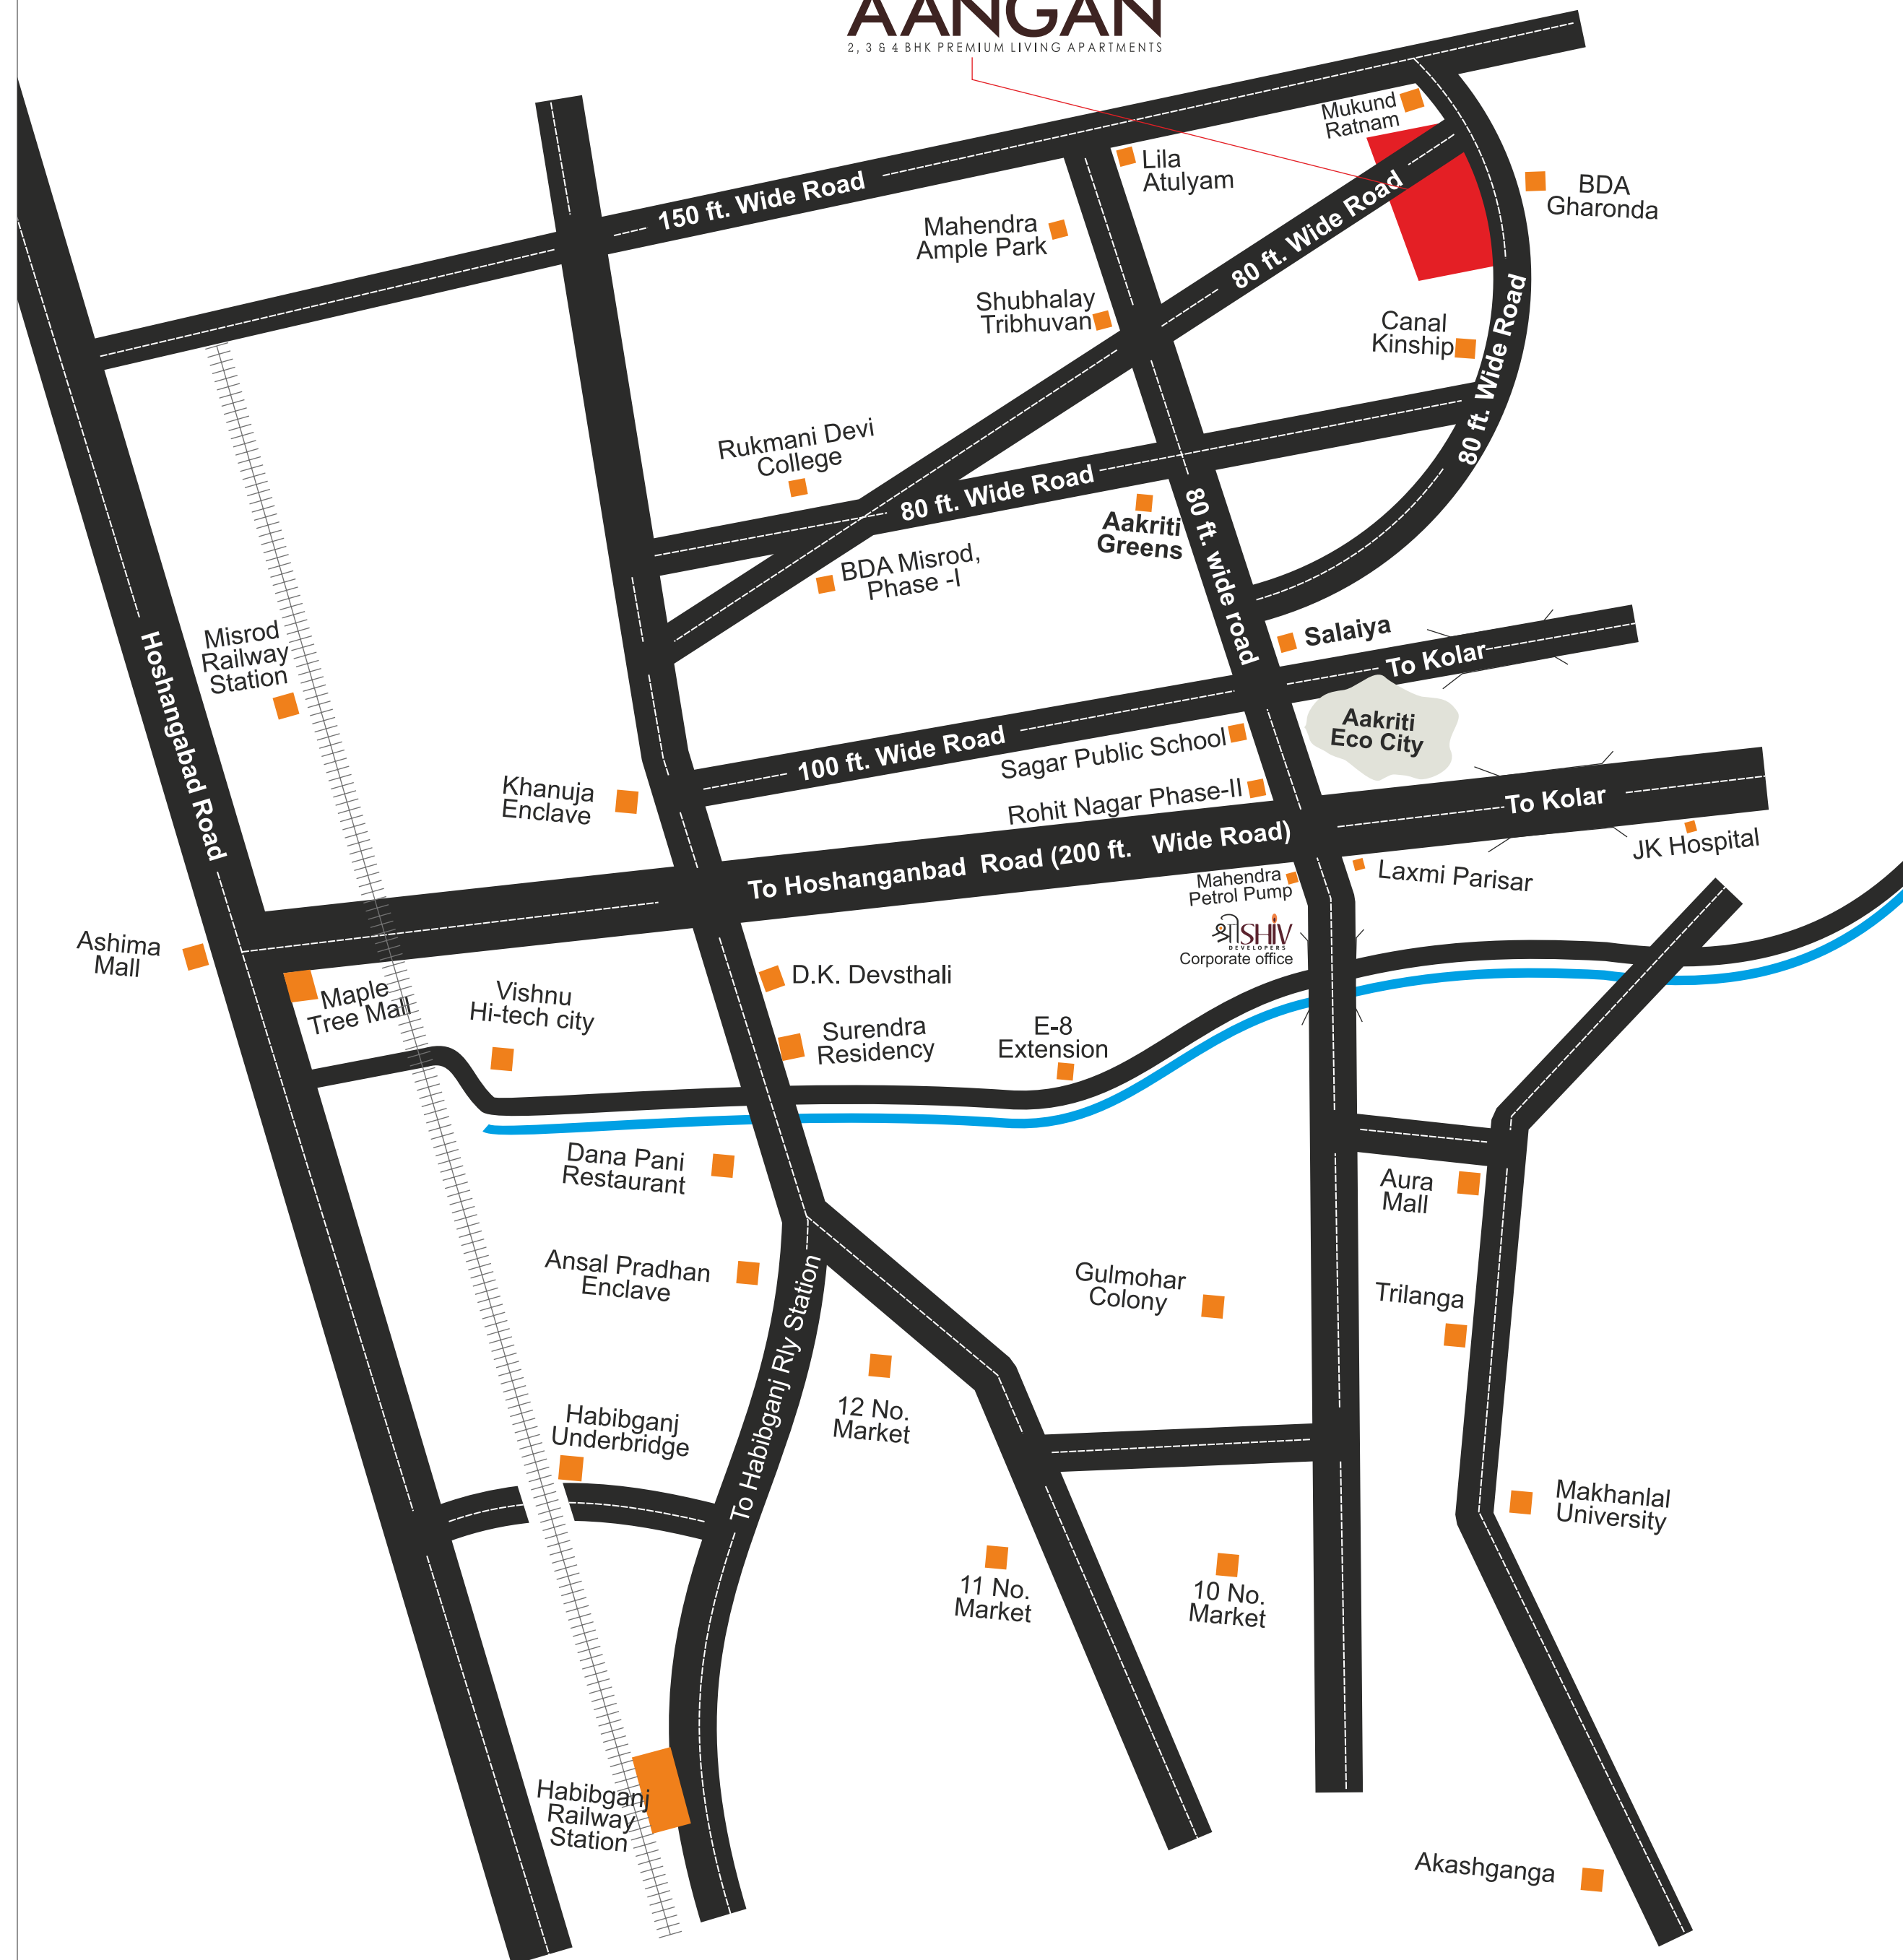 AANGAN
2, 3 & 4 BHK PREMIUM LIVING APARTMENTS
Mukund
Ratnam
150 ft. Wide Road
Lila
Atulyam
BDA
Gharonda
Mahendra
Ample Park
80 ft. Wide Road
Shubhalay
Tribhuvan
Canal
Kinship
80 ft. Wide Road
Rukmani Devi
College
80 ft. Wide Road
Aakriti
Greens
80 ft. wide road
BDA Misrod,
Phase -I
Misrod
Railway
Station
Hoshangabad Road
Salaiya
To Kolar
Aakriti
Eco City
100 ft. Wide Road
Sagar Public School
Khanuja
Enclave
Rohit Nagar Phase-II
To Kolar
To Hoshanganbad Road (200 ft. Wide Road)
JK Hospital
Mahendra
Petrol Pump
Laxmi Parisar
श्री SHIV
DEVELOPERS
Corporate office
Ashima
Mall
Maple
Tree Mall
Vishnu
Hi-tech city
D.K. Devsthali
Surendra
Residency
E-8
Extension
Dana Pani
Restaurant
Aura
Mall
Ansal Pradhan
Enclave
To Habibganj Rly Station
Gulmohar
Colony
Trilanga
12 No.
Market
Habibganj
Underbridge
Makhanlal
University
11 No.
Market
10 No.
Market
Habibganj
Railway
Station
Akashganga